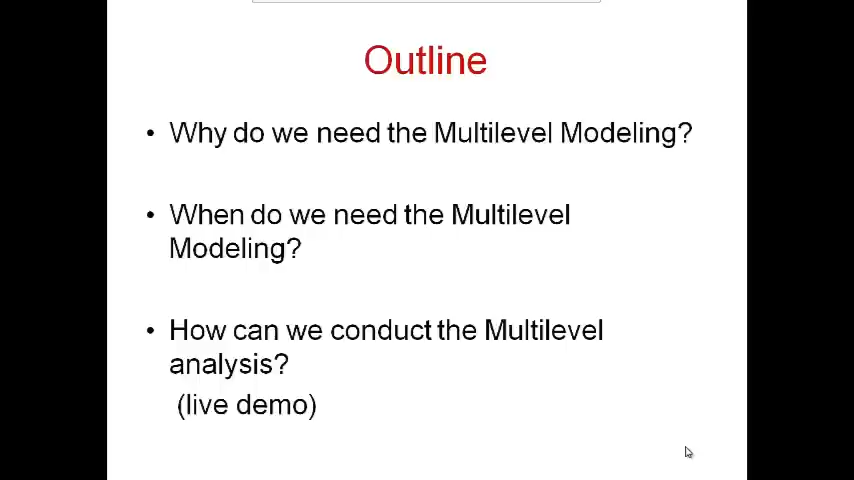 Outline
• Why do we need the Multilevel Modeling?
• When do we need the Multilevel
Modeling?
• How can we conduct the Multilevel
analysis?
(live demo)